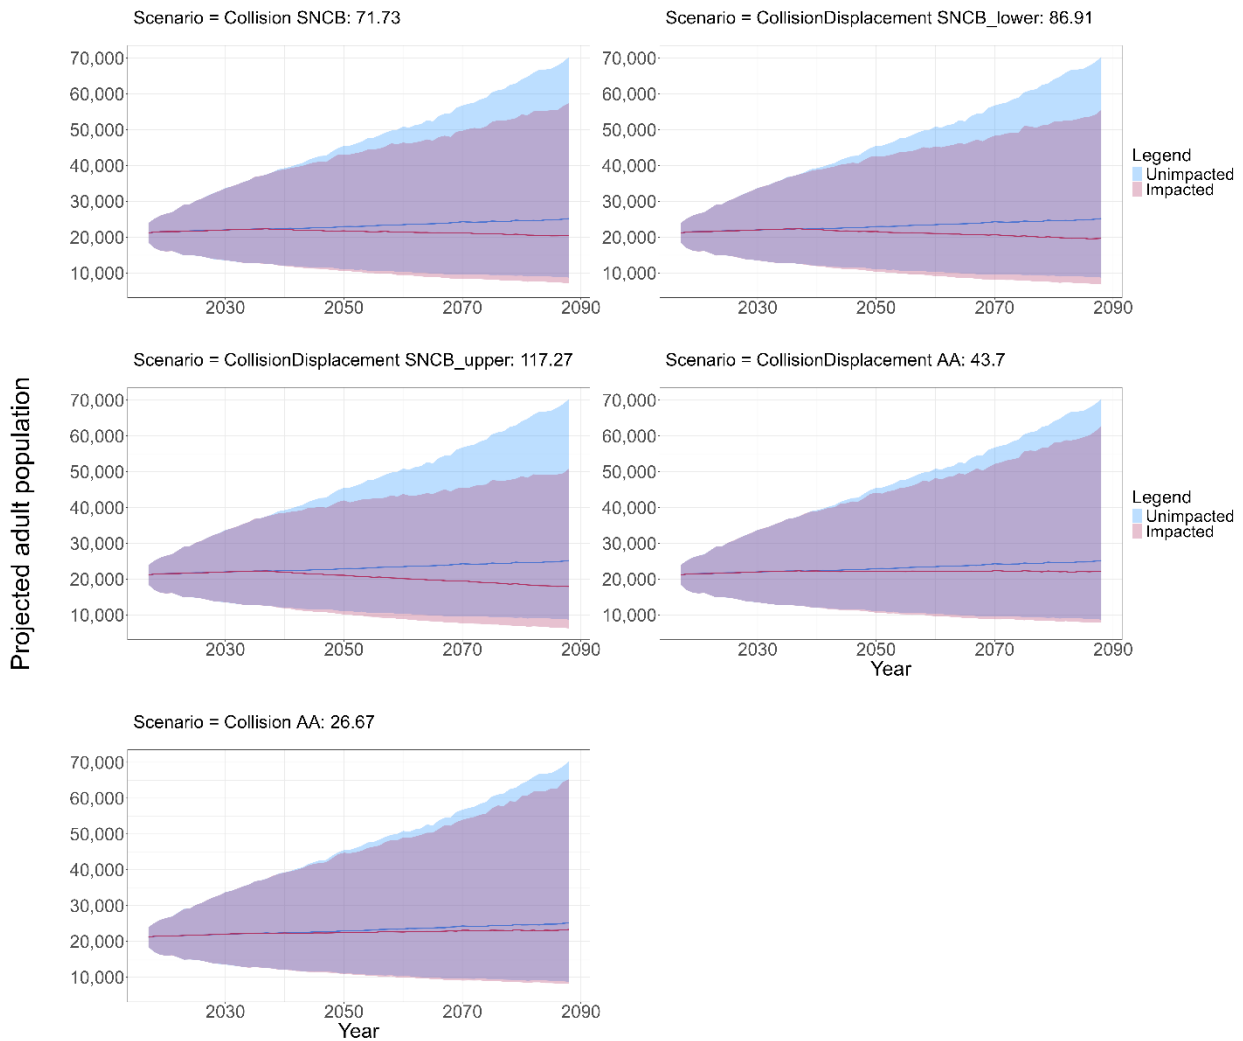 Scenario = Collision SNCB: 71.73
Scenario = CollisionDisplacement SNCB_lower: 86.91
70,000
60,000
50,000
40,000
30,000
20,000
10,000
2030 2050 2070 2090
70,000
60,000
50,000
40,000
30,000
20,000
10,000
2030 2050 2070 2090
Legend
Unimpacted
Impacted
Projected adult population
Scenario = CollisionDisplacement SNCB_upper: 117.27
Scenario = CollisionDisplacement AA: 43.7
70,000
60,000
50,000
40,000
30,000
20,000
10,000
2030 2050 2070 2090
70,000
60,000
50,000
40,000
30,000
20,000
10,000
2030 2050 2070 2090
Year
Legend
Unimpacted
Impacted
Scenario = Collision AA: 26.67
70,000
60,000
50,000
40,000
30,000
20,000
10,000
2030 2050 2070 2090
Year